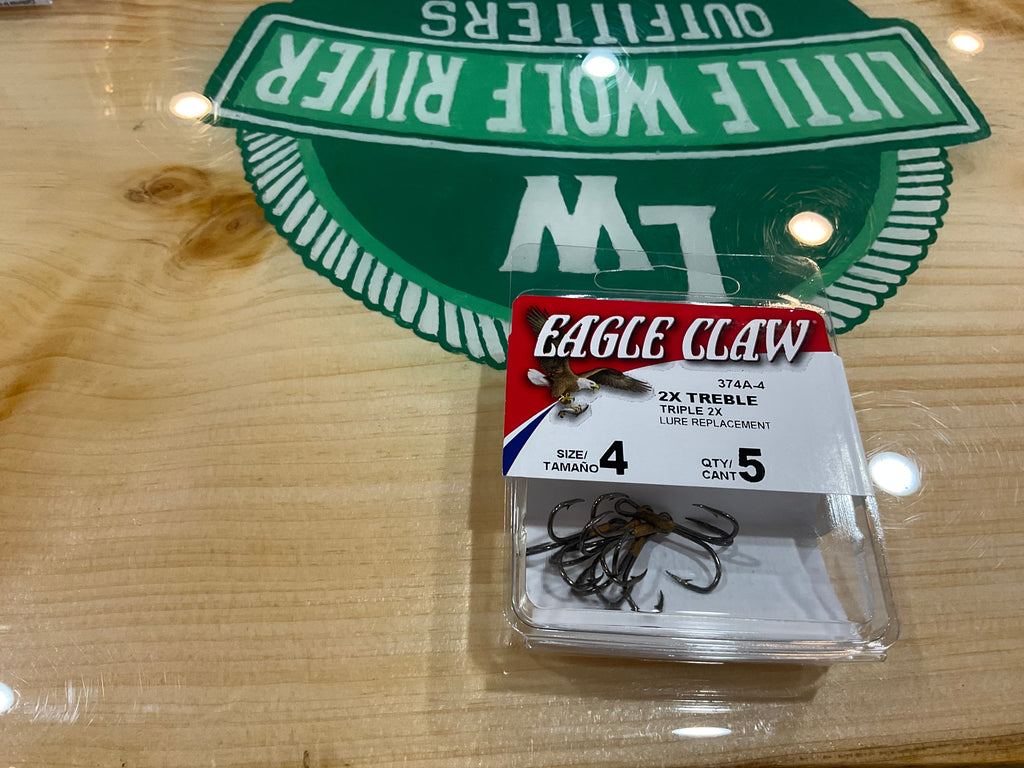 LITTLE WOLF RIVER
OUTFITTERS
LW
EAGLE CLAW
374A-4
2X TREBLE
TRIPLE 2X
LURE REPLACEMENT
SIZE/
TAMAÑO 4
QTY/
CANT 5